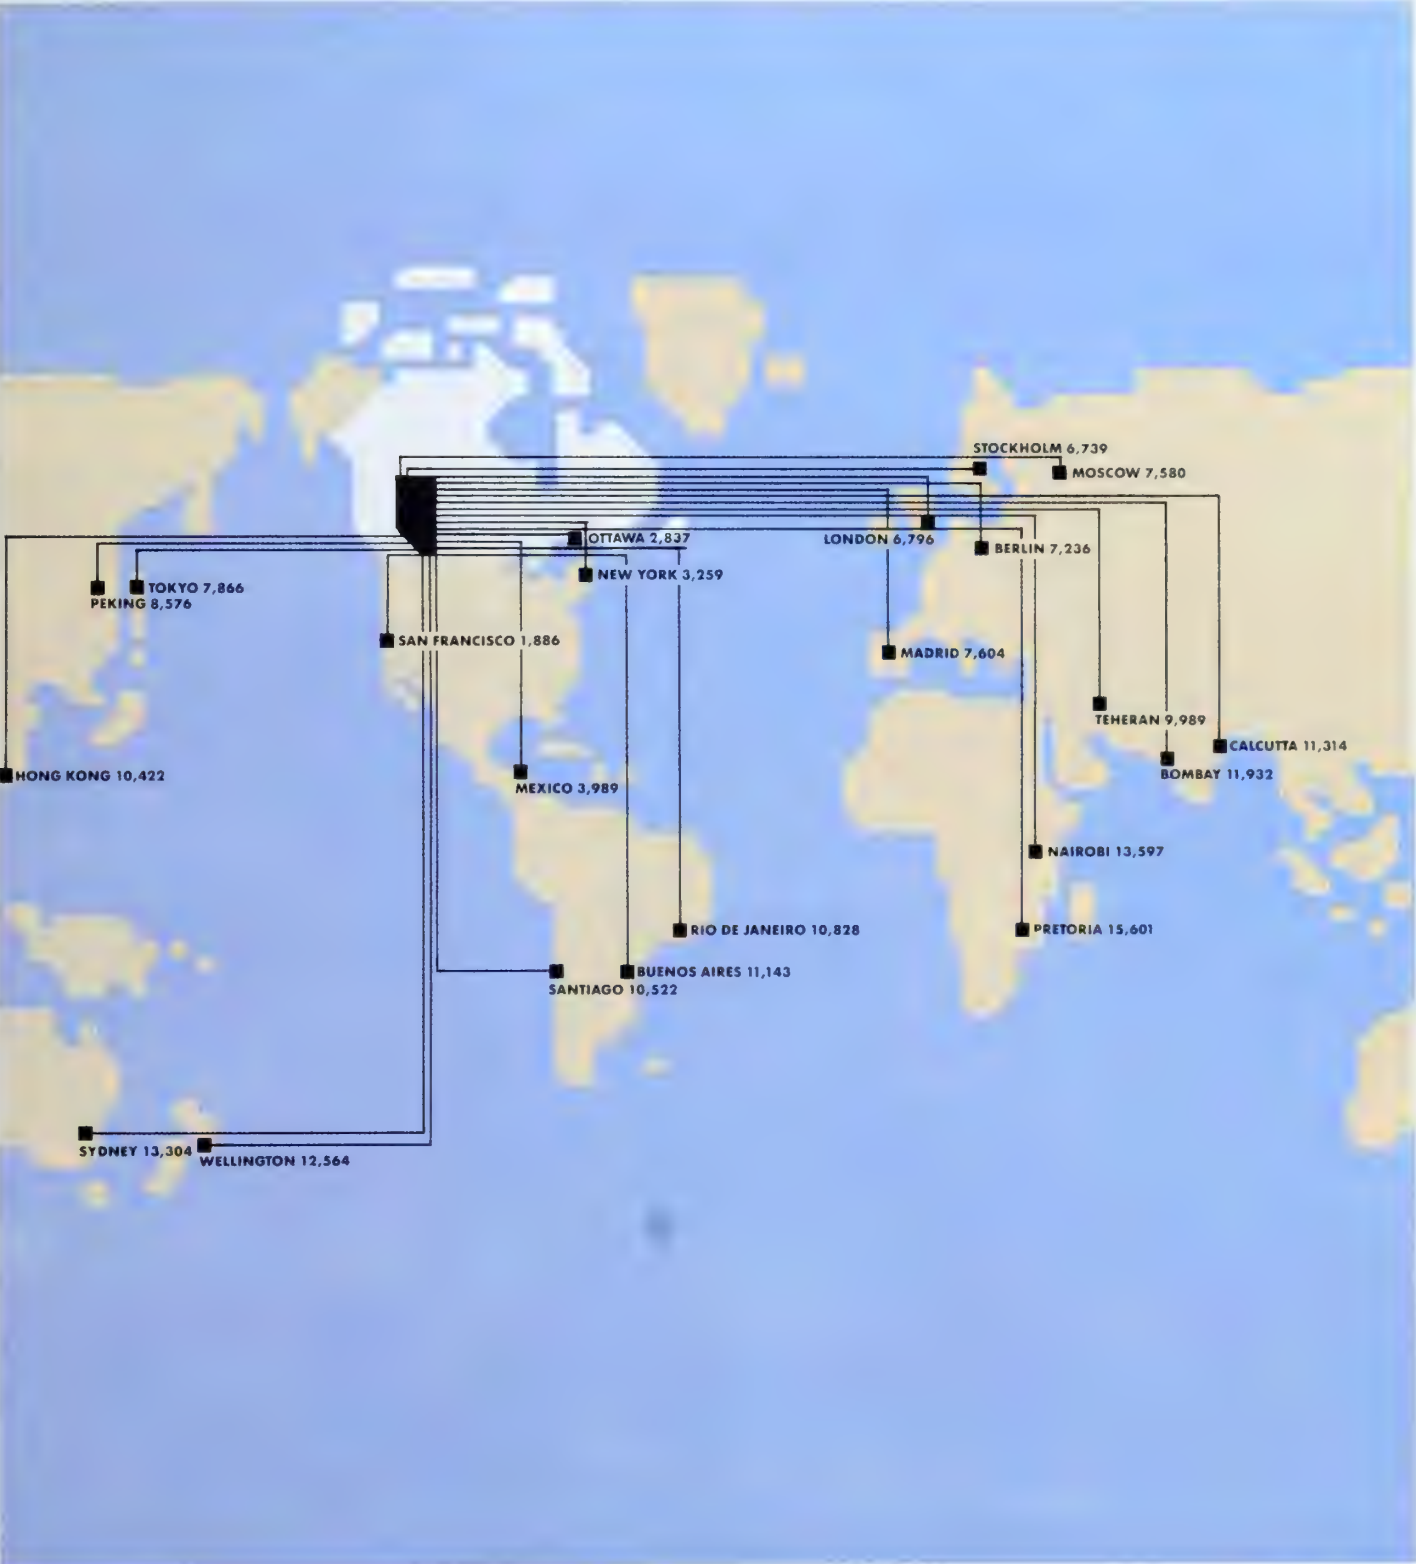 STOCKHOLM 6,739
MOSCOW 7,580
OTTAWA 2,837
LONDON 6,796
BERLIN 7,236
NEW YORK 3,259
TOKYO 7,866
PEKING 8,576
SAN FRANCISCO 1,886
MADRID 7,604
TEHERAN 9,989
CALCUTTA 11,314
HONG KONG 10,422
BOMBAY 11,932
MEXICO 3,989
NAIROBI 13,597
RIO DE JANEIRO 10,828
PRETORIA 15,601
BUENOS AIRES 11,143
SANTIAGO 10,522
SYDNEY 13,304
WELLINGTON 12,564